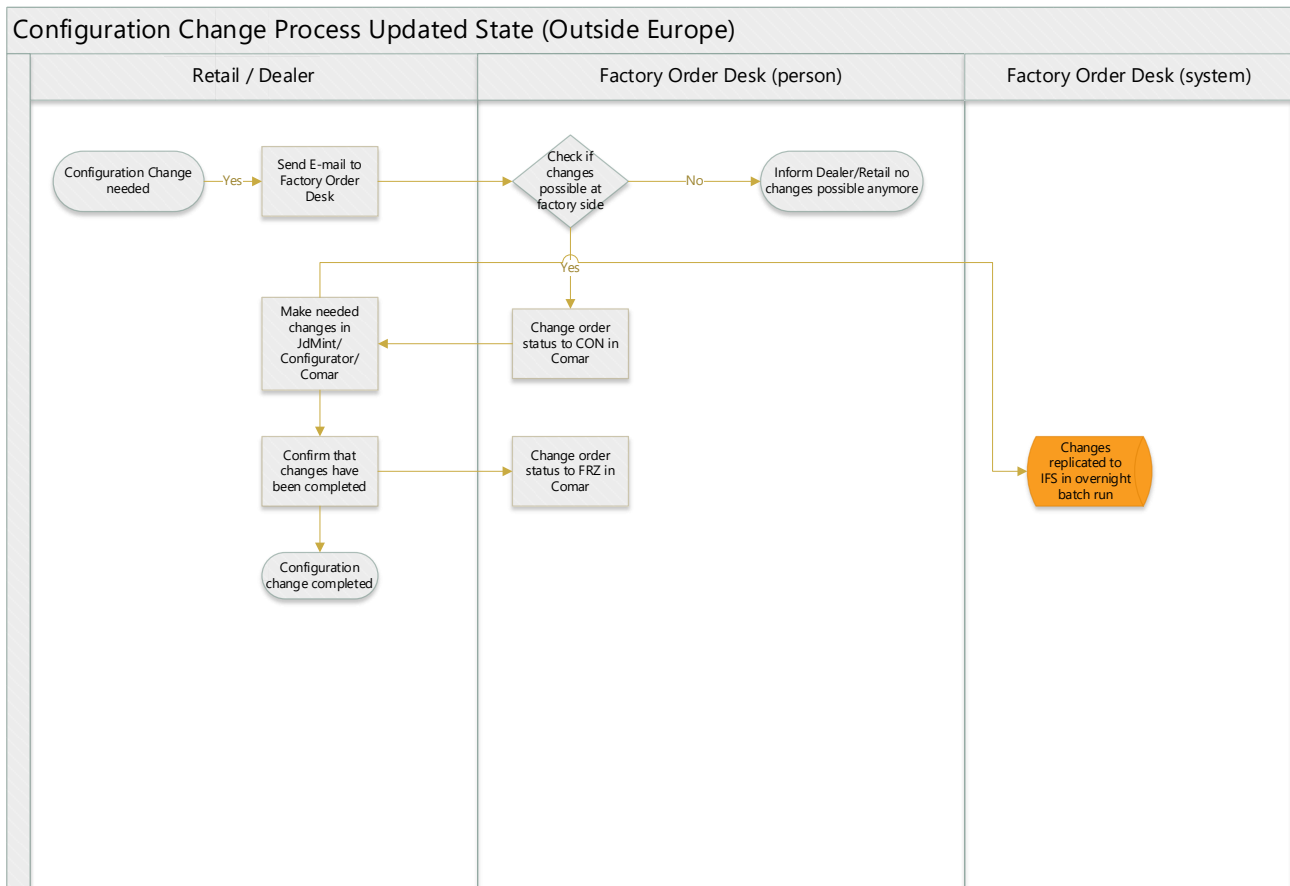 Configuration Change Process Updated State (Outside Europe)
Retail / Dealer
Factory Order Desk (person)
Factory Order Desk (system)
Configuration Change
needed
Yes
Send E-mail to
Factory Order
Desk
Check if
changes
possible at
factory side
No
Inform Dealer/Retail no
changes possible anymore
Yes
Make needed
changes in
JdMint/
Configurator/
Comar
Change order
status to CON in
Comar
Confirm that
changes have
been completed
Change order
status to FRZ in
Comar
Changes
replicated to
IFS in overnight
batch run
Configuration
change completed